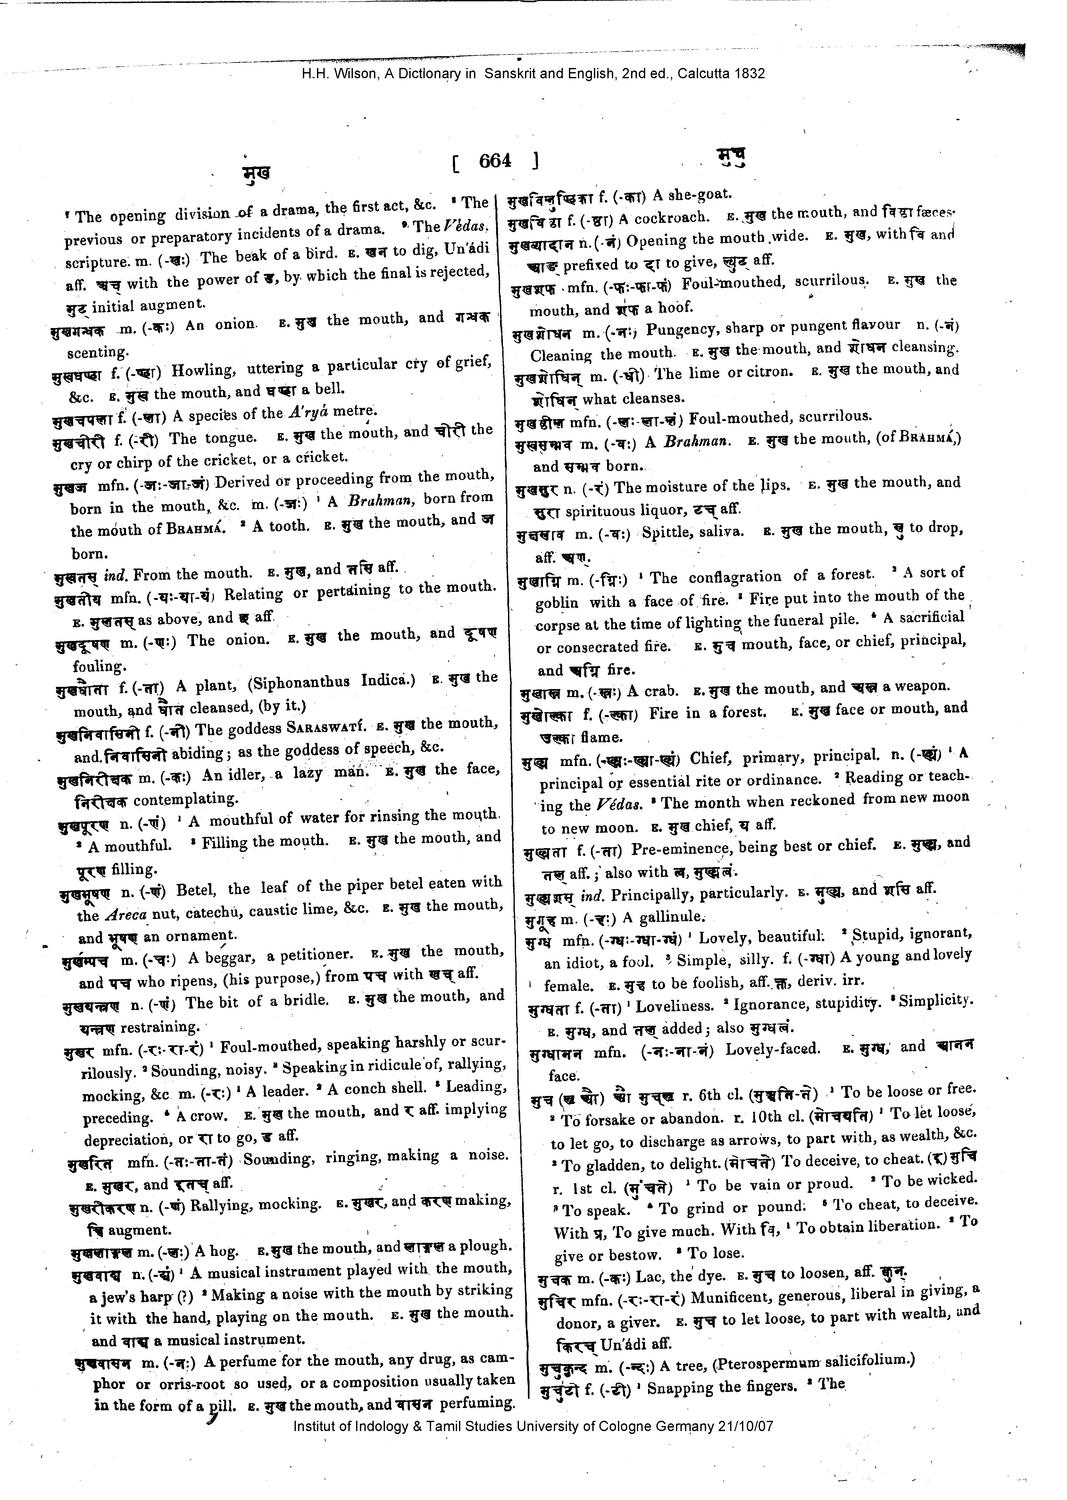 H.H. Wilson, A Dictionary in Sanskrit and English, 2nd ed., Calcutta 1832
मुख
[ 664 ]
मुचु
⁷ The opening division of a drama, the first act, &c. ⁸ The
previous or preparatory incidents of a drama. ⁹ The Védas,
scripture. m. (-खः) The beak of a bird. E. खन to dig, Un'ádi
aff. अच् with the power of ड, by which the final is rejected,
मुट् initial augment.
मुखगन्धक m. (-कः) An onion. E. मुख the mouth, and गन्धक
scenting.
मुखघण्टा f. (-ण्टा) Howling, uttering a particular cry of grief,
&c. E. मुख the mouth, and घण्टा a bell.
मुखचपला f. (-ला) A species of the A'ryá metre.
मुखचीरी f. (-री) The tongue. E. मुख the mouth, and चीरी the
cry or chirp of the cricket, or a cricket.
मुखज mfn. (-जः-जा-जं) Derived or proceeding from the mouth,
born in the mouth, &c. m. (-जः) ¹ A Brahman, born from
the mouth of BRAHMÁ. ² A tooth. E. मुख the mouth, and ज
born.
मुखतस् ind. From the mouth. E. मुख, and तसि aff.
मुखतीय mfn. (-यः-या-यं) Relating or pertaining to the mouth.
E. मुखतस् as above, and छ aff.
मुखदूषण m. (-णः) The onion. E. मुख the mouth, and दूषण
fouling.
मुखधौता f. (-ता) A plant, (Siphonanthus Indica.) E. मुख the
mouth, and धौत cleansed, (by it.)
मुखनिवासिनी f. (-नी) The goddess SARASWATÍ. E. मुख the mouth,
and निवासिनी abiding; as the goddess of speech, &c.
मुखनिरीक्षक m. (-कः) An idler, a lazy man. E. मुख the face,
निरीक्षक contemplating.
मुखपूरण n. (-णं) ¹ A mouthful of water for rinsing the mouth.
² A mouthful. ³ Filling the mouth. E. मुख the mouth, and
पूरण filling.
मुखभूषण n. (-णं) Betel, the leaf of the piper betel eaten with
the Areca nut, catechu, caustic lime, &c. E. मुख the mouth,
and भूषण an ornament.
मुखम्पच m. (-चः) A beggar, a petitioner. E. मुख the mouth,
and पच who ripens, (his purpose,) from पच with खच् aff.
मुखयन्त्रण n. (-णं) The bit of a bridle. E. मुख the mouth, and
यन्त्रण restraining.
मुखर mfn. (-रः-रा-रं) ¹ Foul-mouthed, speaking harshly or scur-
rilously. ² Sounding, noisy. ³ Speaking in ridicule of, rallying,
mocking, &c. m. (-रः) ¹ A leader. ² A conch shell. ³ Leading,
preceding. ⁴ A crow. E. मुख the mouth, and र aff. implying
depreciation, or रा to go, ड aff.
मुखरित mfn. (-तः-ता-तं) Sounding, ringing, making a noise.
E. मुखर, and इतच् aff.
मुखरीकरण n. (-णं) Rallying, mocking. E. मुखर, and करण making,
च्वि augment.
मुखलाङ्गल m. (-लः) A hog. E. मुख the mouth, and लाङ्गल a plough.
मुखवाद्य n. (-द्यं) ¹ A musical instrument played with the mouth,
a jew's harp (?) ² Making a noise with the mouth by striking
it with the hand, playing on the mouth. E. मुख the mouth.
and वाद्य a musical instrument.
मुखवासन m. (-नः) A perfume for the mouth, any drug, as cam-
phor or orris-root so used, or a composition usually taken
in the form of a pill. E. मुख the mouth, and वासन perfuming.
मुखविलुण्ठिका f. (-का) A she-goat.
मुखविष्ठा f. (-ष्ठा) A cockroach. E. मुख the mouth, and विष्ठा fæces.
मुखव्यादान n. (-नं) Opening the mouth wide. E. मुख, with वि and
आङ् prefixed to दा to give, ल्युट् aff.
मुखशफ mfn. (-फः-फा-फं) Foul-mouthed, scurrilous. E. मुख the
mouth, and शफ a hoof.
मुखशोधन m. (-नः) Pungency, sharp or pungent flavour n. (-नं)
Cleaning the mouth. E. मुख the mouth, and शोधन cleansing.
मुखशोधिन् m. (-धी) The lime or citron. E. मुख the mouth, and
शोधिन् what cleanses.
मुखष्ठील mfn. (-लः-ला-लं) Foul-mouthed, scurrilous.
मुखसम्भव m. (-वः) A Brahman. E. मुख the mouth, (of BRAHMÁ,)
and सम्भव born.
मुखसुर n. (-रं) The moisture of the lips. E. मुख the mouth, and
सुरा spirituous liquor, टच् aff.
मुखस्राव m. (-वः) Spittle, saliva. E. मुख the mouth, स्रु to drop,
aff. अण्.
मुखाग्नि m. (-ग्निः) ¹ The conflagration of a forest. ² A sort of
goblin with a face of fire. ³ Fire put into the mouth of the
corpse at the time of lighting the funeral pile. ⁴ A sacrificial
or consecrated fire. E. मुख mouth, face, or chief, principal,
and अग्नि fire.
मुखास्त्र m. (-स्त्रः) A crab. E. मुख the mouth, and अस्त्र a weapon.
मुखोल्का f. (-ल्का) Fire in a forest. E. मुख face or mouth, and
उल्का flame.
मुख्य mfn. (-ख्यः-ख्या-ख्यं) Chief, primary, principal. n. (-ख्यं) ¹ A
principal or essential rite or ordinance. ² Reading or teach-
ing the Védas. ³ The month when reckoned from new moon
to new moon. E. मुख chief, य aff.
मुख्यता f. (-ता) Pre-eminence, being best or chief. E. मुख्य, and
तल् aff.; also with त्व, मुख्यत्वं.
मुख्यशस् ind. Principally, particularly. E. मुख्य, and शसि aff.
मुगूह m. (-हः) A gallinule.
मुग्ध mfn. (-ग्धः-ग्धा-ग्धं) ¹ Lovely, beautiful. ² Stupid, ignorant,
an idiot, a fool. ³ Simple, silly. f. (-ग्धा) A young and lovely
female. E. मुह to be foolish, aff. क्त, deriv. irr.
मुग्धता f. (-ता) ¹ Loveliness. ² Ignorance, stupidity. ³ Simplicity.
E. मुग्ध, and तल् added; also मुग्धत्वं.
मुग्धानन mfn. (-नः-ना-नं) Lovely-faced. E. मुग्ध, and आनन
face.
मुच r. 6th cl. (मुञ्चति-ते) ¹ To be loose or free.
² To forsake or abandon. r. 10th cl. (मोचयति) ¹ To let loose,
to let go, to discharge as arrows, to part with, as wealth, &c.
² To gladden, to delight. (मोचते) To deceive, to cheat. (इ) मुचि
r. 1st cl. (मुंचते) ¹ To be vain or proud. ² To be wicked.
³ To speak. ⁴ To grind or pound. ⁵ To cheat, to deceive.
With प्र, To give much. With वि, ¹ To obtain liberation. ² To
give or bestow. ³ To lose.
मुचक m. (-कः) Lac, the dye. E. मुच to loosen, aff. कुन्.
मुचिर mfn. (-रः-रा-रं) Munificent, generous, liberal in giving, a
donor, a giver. E. मुच to let loose, to part with wealth, and
किरच् Un'ádi aff.
मुचुकुन्द m. (-न्दः) A tree, (Pterospermum salicifolium.)
मुचुटी f. (-टी) ¹ Snapping the fingers. ² The
Institut of Indology & Tamil Studies University of Cologne Germany 21/10/07